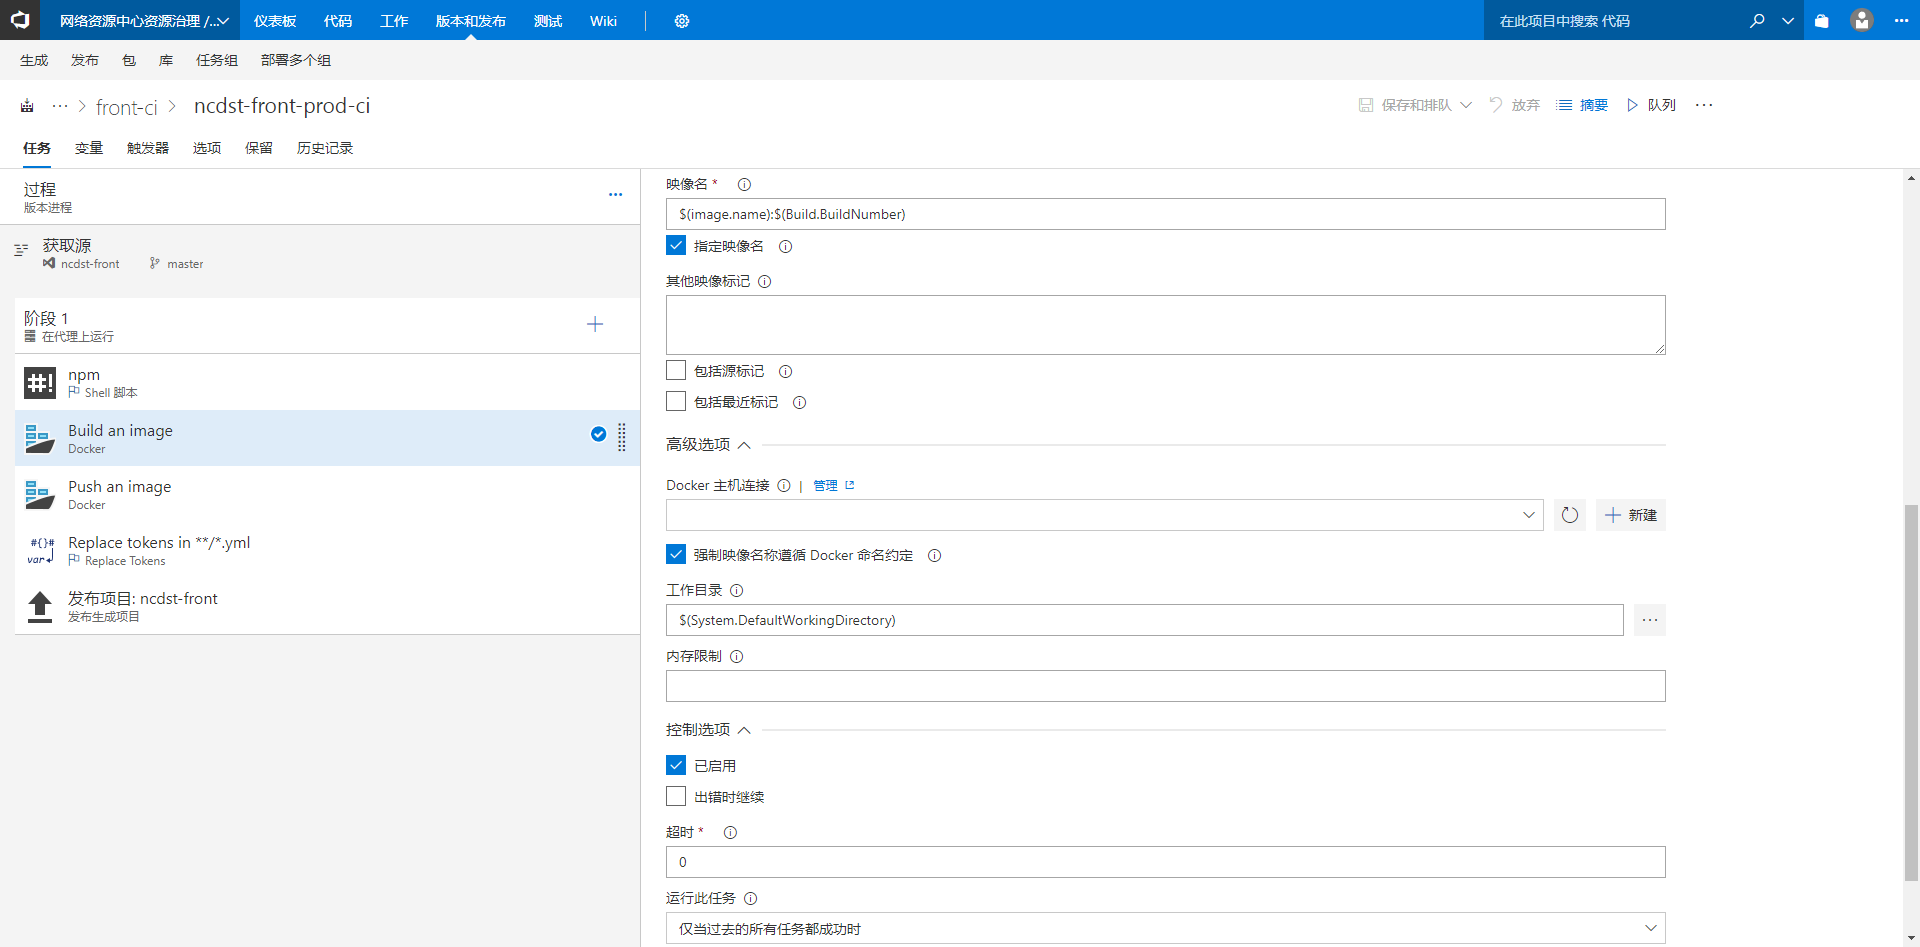 网络资源中心资源治理 /...
仪表板
代码
工作
版本和发布
测试
Wiki
在此项目中搜索 代码
生成
发布
包
库
任务组
部署多个组
··· > front-ci > ncdst-front-prod-ci
保存和排队
放弃
摘要
队列
任务
变量
触发器
选项
保留
历史记录
过程
版本进程
获取源
ncdst-front
master
阶段 1
在代理上运行
npm
Shell 脚本
Build an image
Docker
Push an image
Docker
#{}#
var
Replace tokens in **/*.yml
Replace Tokens
发布项目: ncdst-front
发布生成项目
映像名 *
$(image.name):$(Build.BuildNumber)
指定映像名
其他映像标记
包括源标记
包括最近标记
高级选项
Docker 主机连接 | 管理
新建
强制映像名称遵循 Docker 命名约定
工作目录
$(System.DefaultWorkingDirectory)
内存限制
控制选项
已启用
出错时继续
超时 *
0
运行此任务
仅当过去的所有任务都成功时